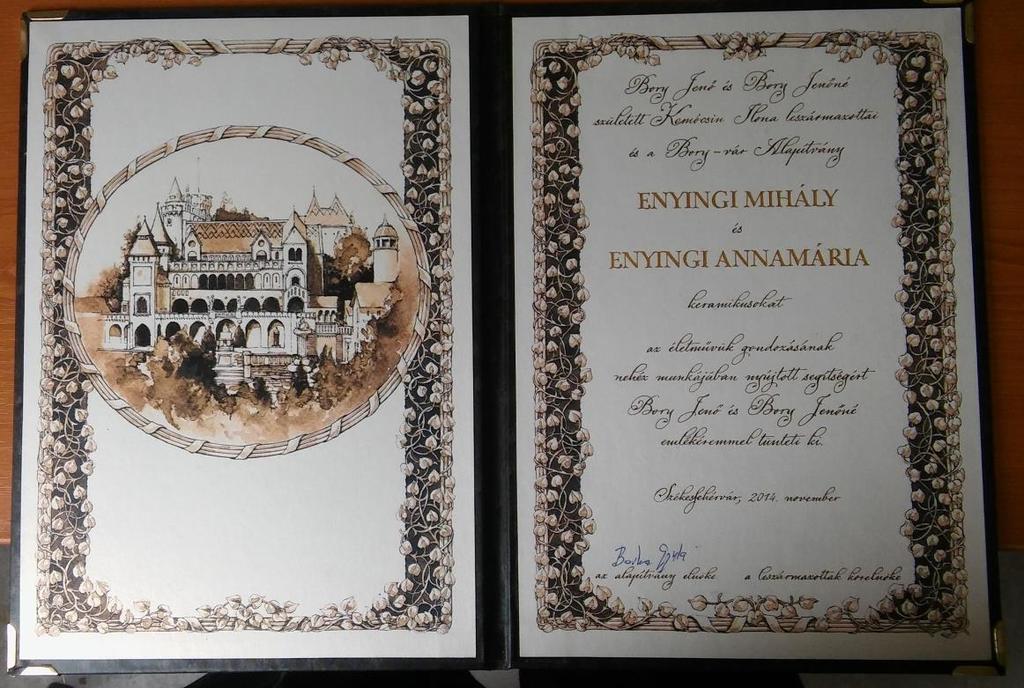 Bory Jenő és Bory Jenőné
született Komócsin Ilona leszármazottai
és a Bory-vár Alapítvány
ENYINGI MIHÁLY
és
ENYINGI ANNAMÁRIA
keramikusokat
az életművük gondozásának
nehéz munkájában nyújtott segítségért
Bory Jenő és Bory Jenőné
emlékéremmel tünteti ki.
Székesfehérvár, 2014. november
az alapítvány elnöke a leszármazottak korelnöke